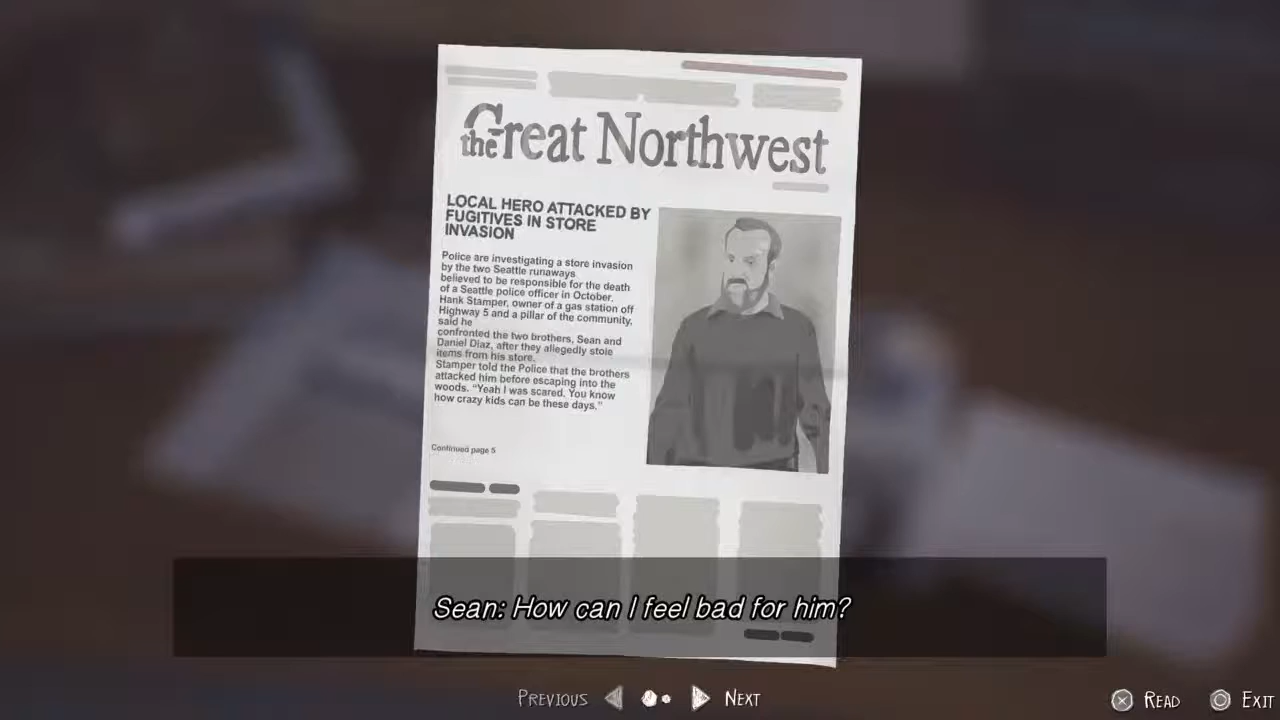 the Great Northwest
LOCAL HERO ATTACKED BY
FUGITIVES IN STORE
INVASION
Police are investigating a store invasion
by the two Seattle runaways
believed to be responsible for the death
of a Seattle police officer in October.
Hank Stamper, owner of a gas station off
Highway 5 and a pillar of the community,
said he
confronted the two brothers, Sean and
Daniel Diaz, after they allegedly stole
items from his store.
Stamper told the Police that the brothers
attacked him before escaping into the
woods. "Yeah I was scared. You know
how crazy kids can be these days."
Continued page 5
Sean: How can I feel bad for him?
PREVIOUS NEXT READ EXIT